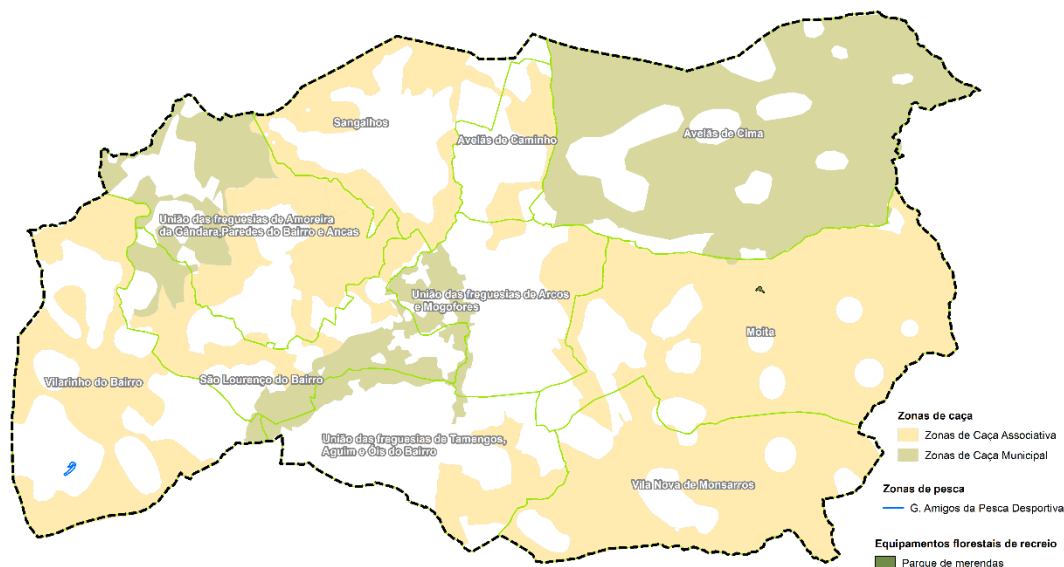 Sangalhos
Avelãs de Caminho
Avelãs de Cima
União das freguesias de Amoreira
da Gândara,Paredes do Bairro e Ancas
União das freguesias de Arcos
e Mogofores
Moita
Vilarinho do Bairro
São Lourenço do Bairro
União das freguesias de Tamengos,
Aguim e Óis do Bairro
Vila Nova de Monsarros
Zonas de caça
Zonas de Caça Associativa
Zonas de Caça Municipal
Zonas de pesca
G. Amigos da Pesca Desportiva
Equipamentos florestais de recreio
Parque de merendas